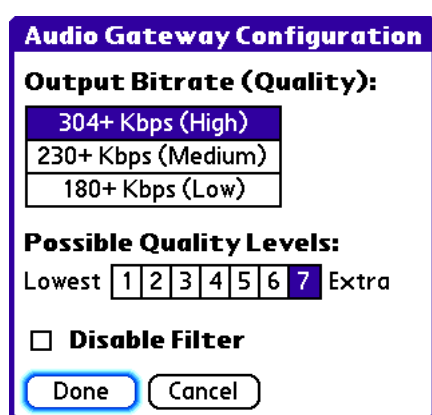 Audio Gateway Configuration
Output Bitrate (Quality):
304+ Kbps (High)
230+ Kbps (Medium)
180+ Kbps (Low)
Possible Quality Levels:
Lowest 1 2 3 4 5 6 7 Extra
Disable Filter
Done Cancel